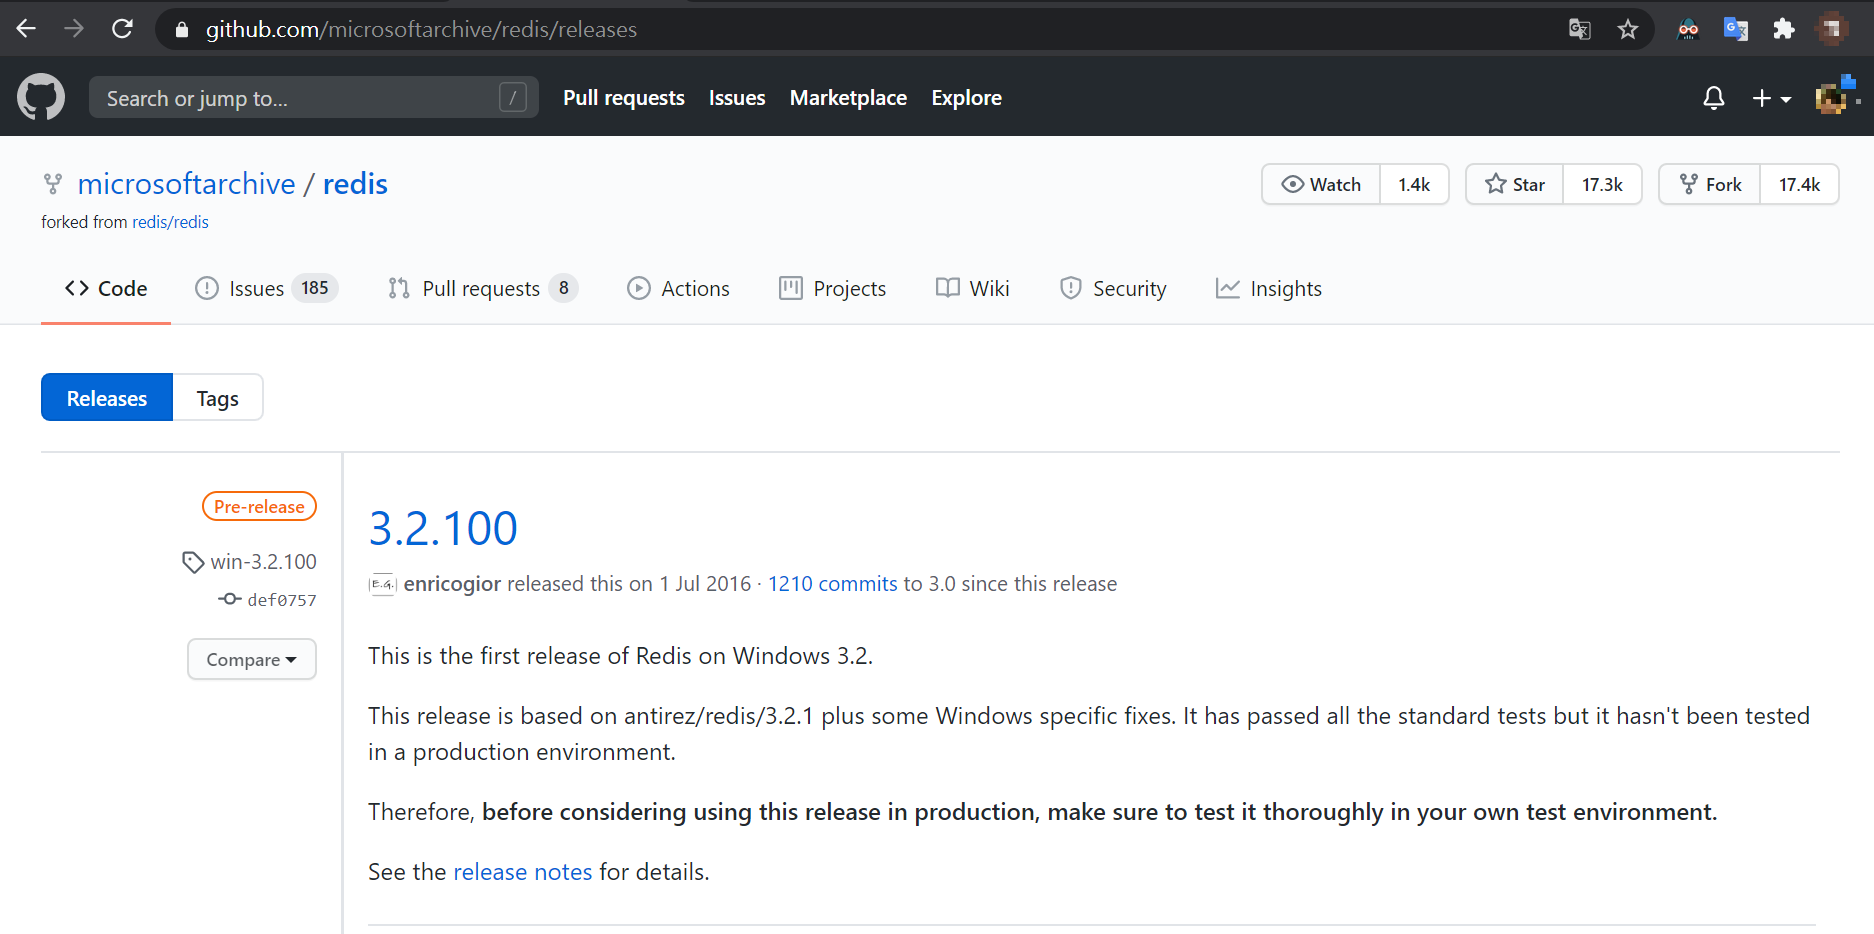 github.com/microsoftarchive/redis/releases
Search or jump to... /
Pull requests Issues Marketplace Explore
microsoftarchive / redis
Watch 1.4k Star 17.3k Fork 17.4k
forked from redis/redis
Code Issues 185 Pull requests 8 Actions Projects Wiki Security Insights
Releases Tags
Pre-release
win-3.2.100
def0757
Compare
3.2.100
E.G. enricogior released this on 1 Jul 2016 · 1210 commits to 3.0 since this release
This is the first release of Redis on Windows 3.2.
This release is based on antirez/redis/3.2.1 plus some Windows specific fixes. It has passed all the standard tests but it hasn't been tested
in a production environment.
Therefore, before considering using this release in production, make sure to test it thoroughly in your own test environment.
See the release notes for details.